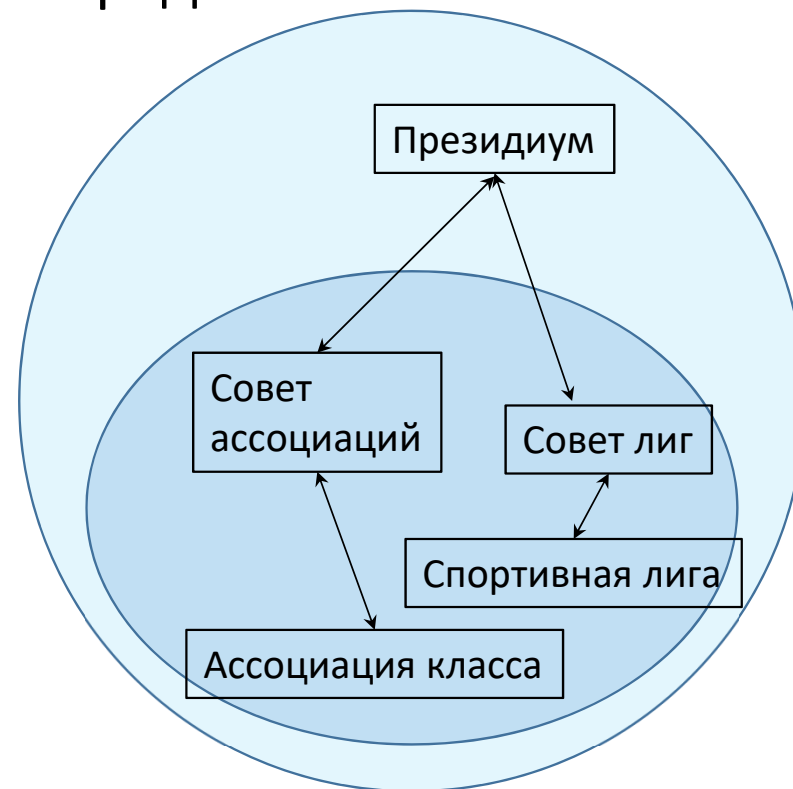 Президиум
Совет
ассоциаций
Совет лиг
Спортивная лига
Ассоциация класса